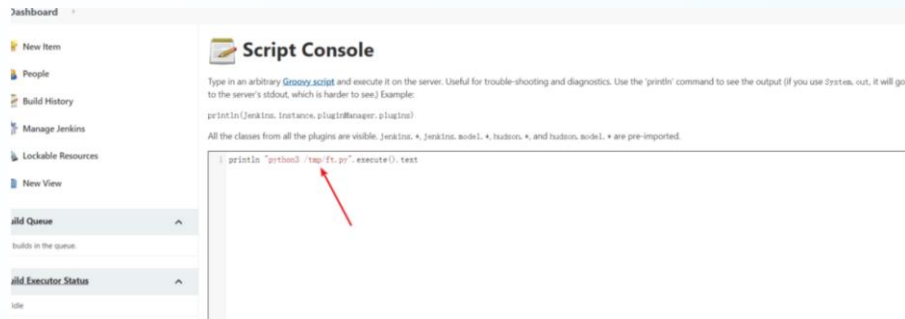 Dashboard
New Item
People
Build History
Manage Jenkins
Lockable Resources
New View
uild Queue
builds in the queue.
uild Executor Status
Idle
Script Console
Type in an arbitrary Groovy script and execute it on the server. Useful for trouble-shooting and diagnostics. Use the 'println' command to see the output (if you use System.out, it will go
to the server's stdout, which is harder to see.) Example:
println(Jenkins.instance.pluginManager.plugins)
All the classes from all the plugins are visible. jenkins.*, jenkins.model.*, hudson.*, and hudson.model.* are pre-imported.
1 println "python3 /tmp/ft.py".execute().text